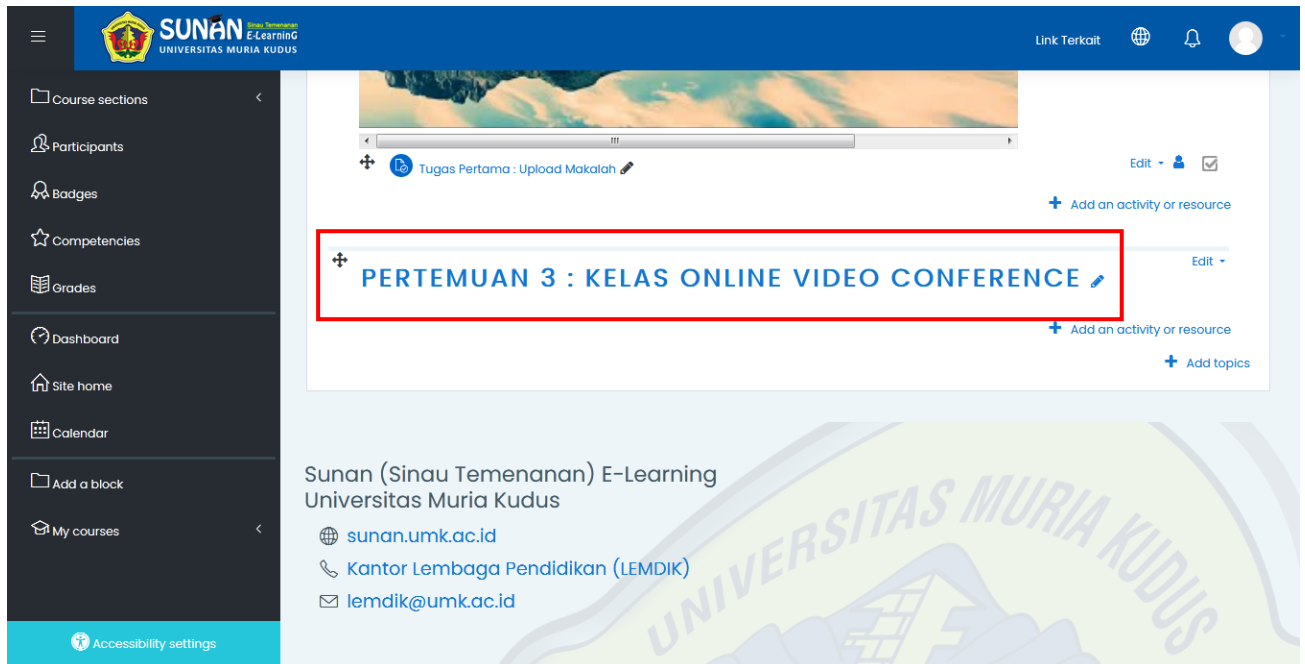 SUNAN Sinau Temenanan E-LearninG
UNIVERSITAS MURIA KUDUS
Link Terkait
Course sections
Participants
Badges
Competencies
Grades
Dashboard
Site home
Calendar
Add a block
My courses
Accessibility settings
Tugas Pertama : Upload Makalah
Edit
+ Add an activity or resource
PERTEMUAN 3 : KELAS ONLINE VIDEO CONFERENCE
Edit
+ Add an activity or resource
+ Add topics
Sunan (Sinau Temenanan) E-Learning
Universitas Muria Kudus
sunan.umk.ac.id
Kantor Lembaga Pendidikan (LEMDIK)
lemdik@umk.ac.id
UNIVERSITAS MURIA KUDUS